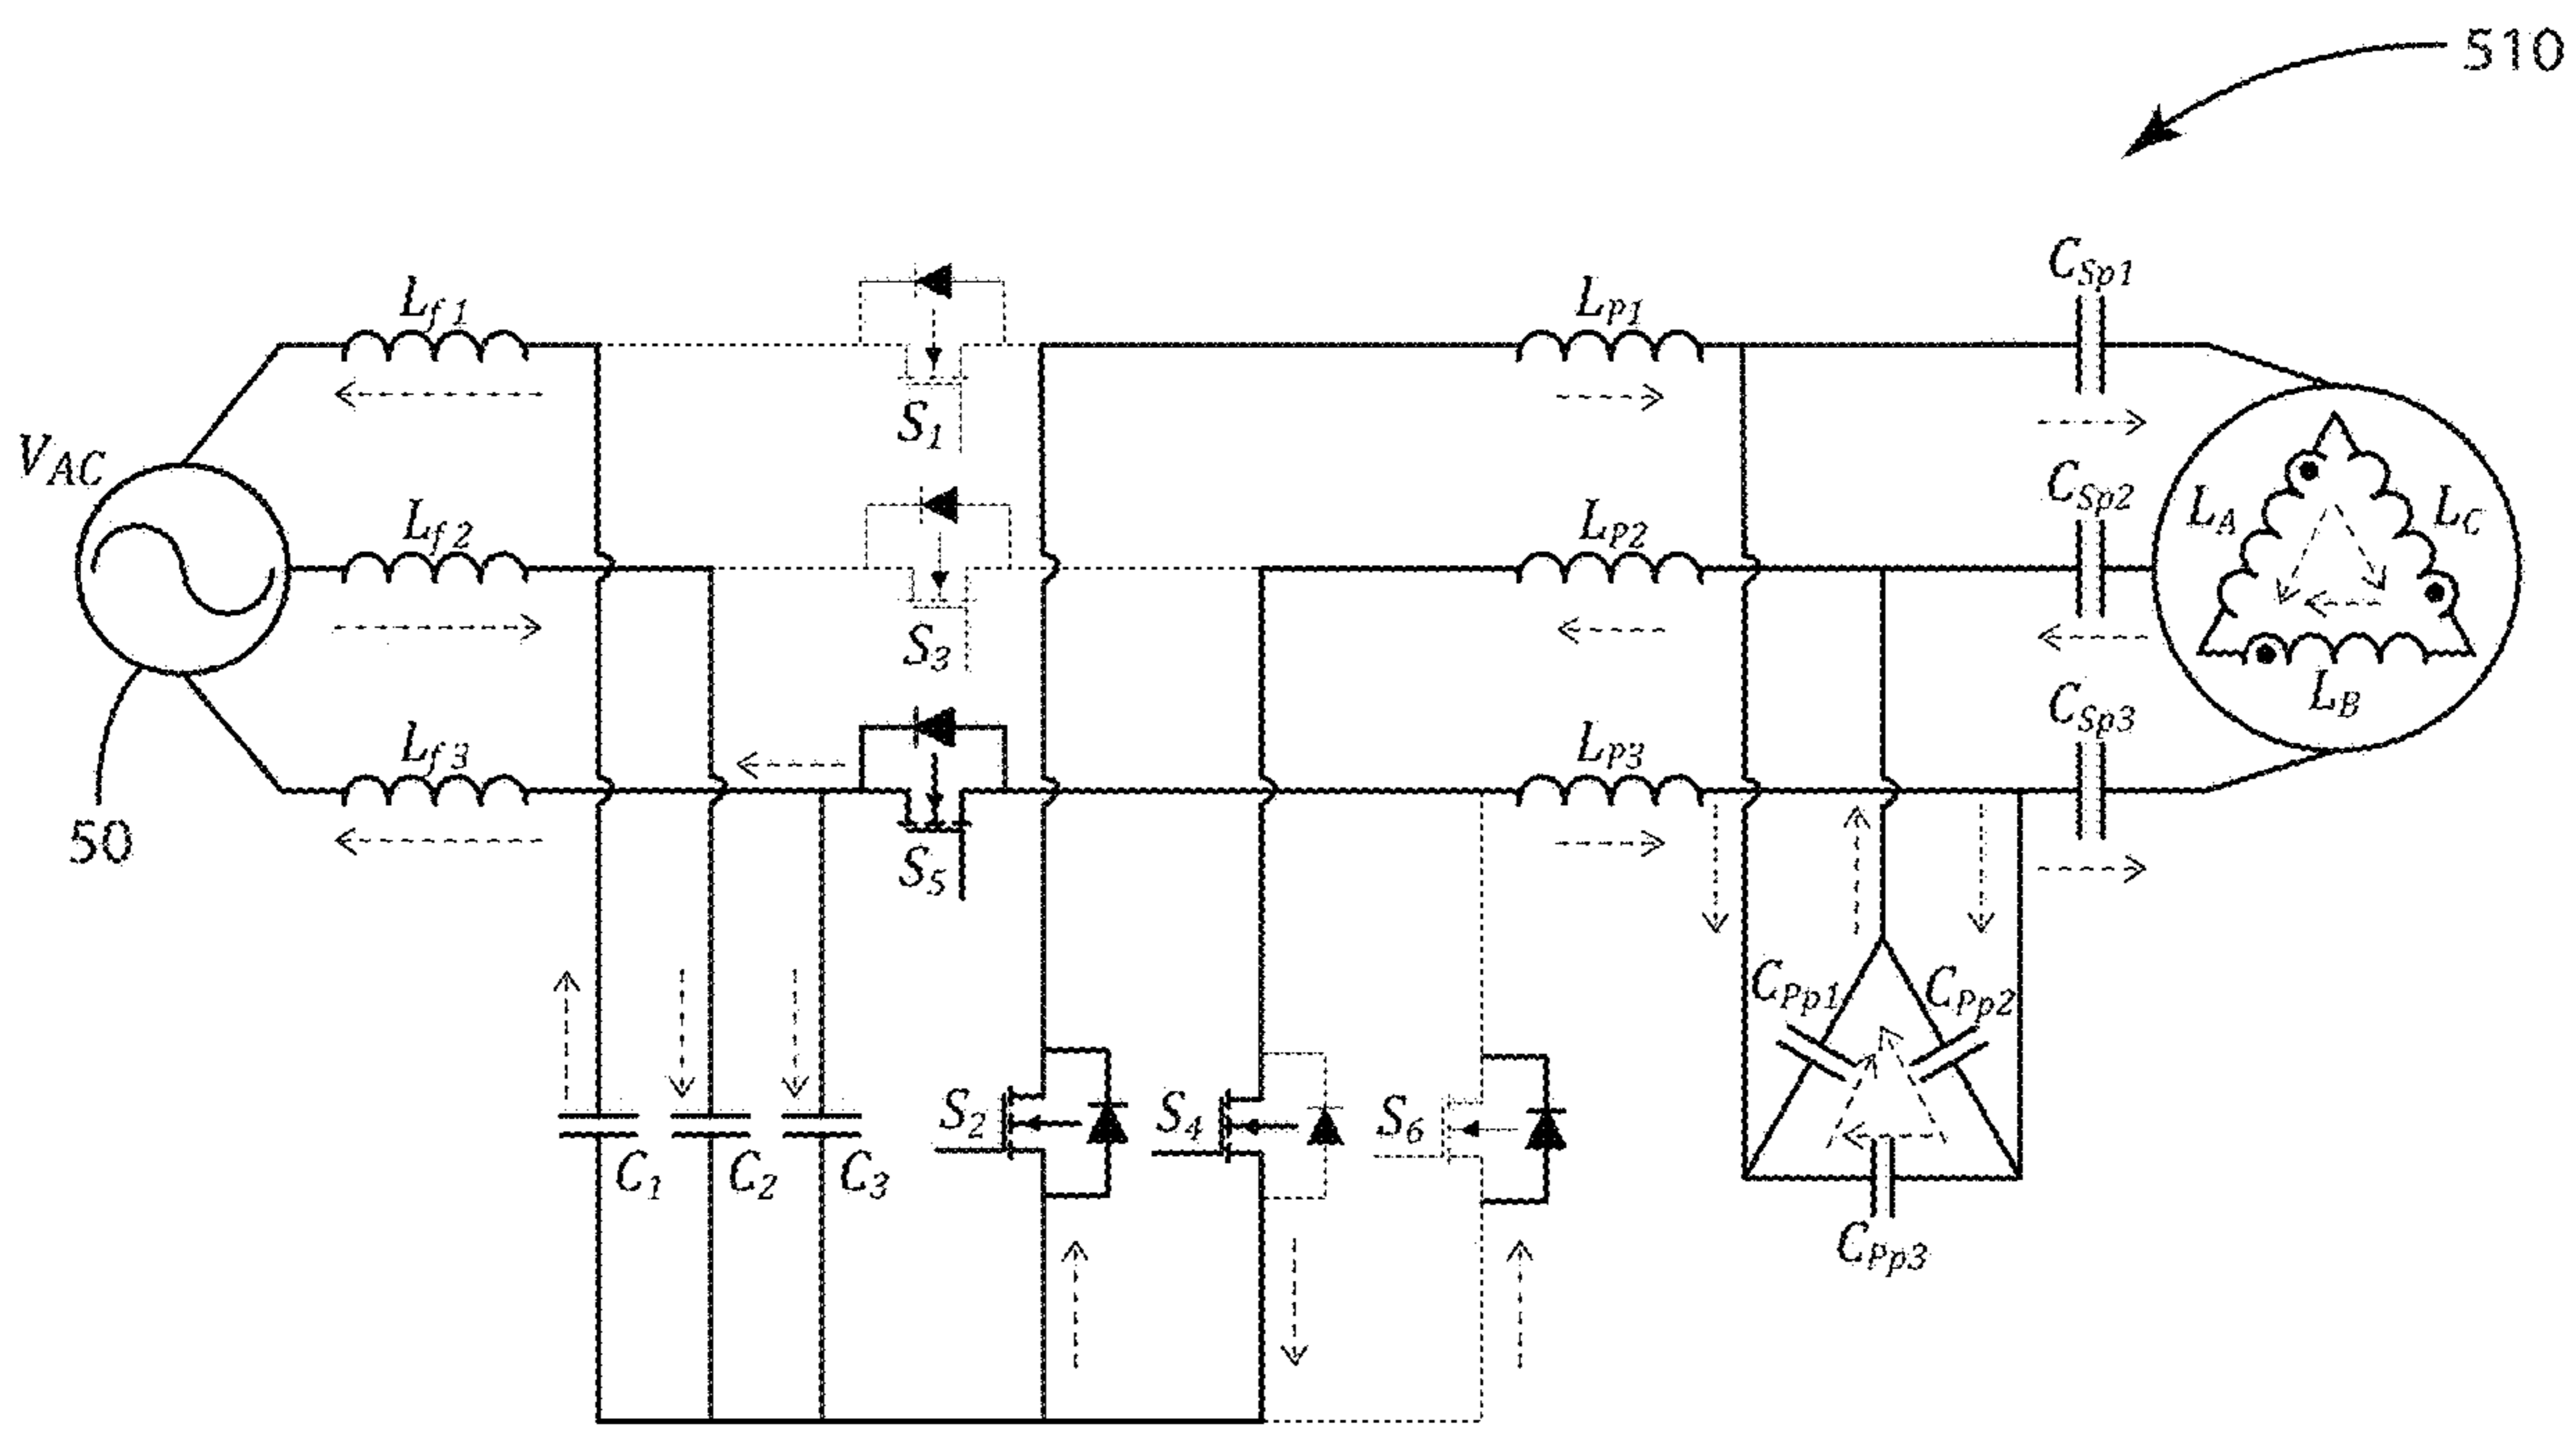 510
C_Sp1
L_f1
L_P1
S_1
V_AC
C_Sp2
L_f2
L_P2
L_A
L_C
S_3
L_B
C_Sp3
L_f3
L_P3
50
S_5
C_Pp1
C_Pp2
S_2
S_4
S_6
C_1
C_2
C_3
C_Pp3